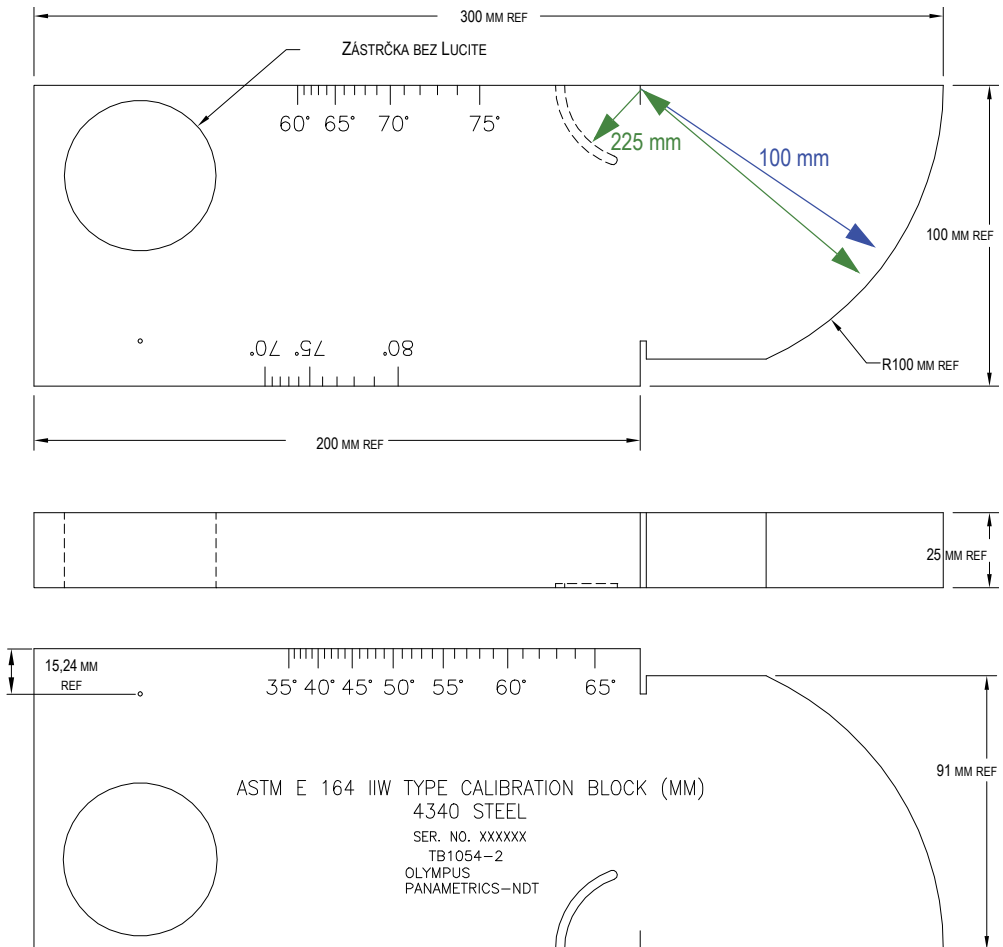 300 MM REF
ZÁSTRČKA BEZ LUCITE
60° 65° 70° 75°
225 mm
100 mm
100 MM REF
70° 75° 80°
R100 MM REF
200 MM REF
25 MM REF
15,24 MM
REF
35° 40° 45° 50° 55° 60° 65°
91 MM REF
ASTM E 164 IIW TYPE CALIBRATION BLOCK (MM)
4340 STEEL
SER. NO. XXXXXX
TB1054-2
OLYMPUS
PANAMETRICS-NDT